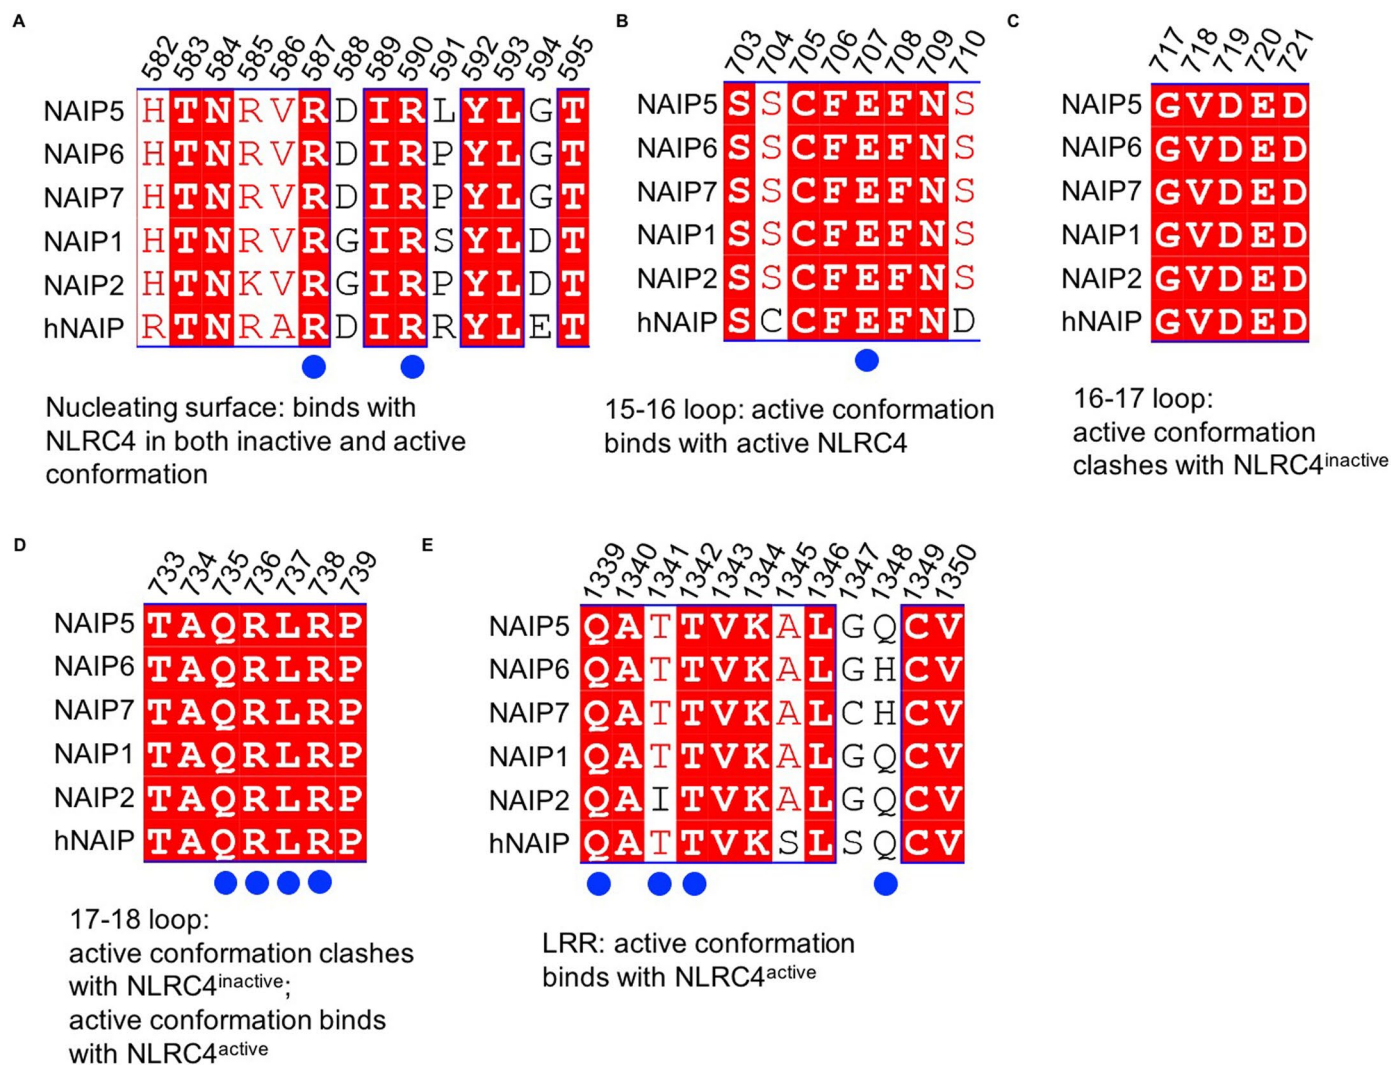 A
582 583 584 585 586 587 588 589 590 591 592 593 594 595
NAIP5 H T N R V R D I R L Y L G T
NAIP6 H T N R V R D I R P Y L G T
NAIP7 H T N R V R D I R P Y L G T
NAIP1 H T N R V R G I R S Y L D T
NAIP2 H T N K V R G I R P Y L D T
hNAIP R T N R A R D I R R Y L E T
Nucleating surface: binds with
NLRC4 in both inactive and active
conformation
B
703 704 705 706 707 708 709 710
NAIP5 S S C F E F N S
NAIP6 S S C F E F N S
NAIP7 S S C F E F N S
NAIP1 S S C F E F N S
NAIP2 S S C F E F N S
hNAIP S C C F E F N D
15-16 loop: active conformation
binds with active NLRC4
C
717 718 719 720 721
NAIP5 G V D E D
NAIP6 G V D E D
NAIP7 G V D E D
NAIP1 G V D E D
NAIP2 G V D E D
hNAIP G V D E D
16-17 loop:
active conformation
clashes with NLRC4inactive
D
733 734 735 736 737 738 739
NAIP5 T A Q R L R P
NAIP6 T A Q R L R P
NAIP7 T A Q R L R P
NAIP1 T A Q R L R P
NAIP2 T A Q R L R P
hNAIP T A Q R L R P
17-18 loop:
active conformation clashes
with NLRC4inactive;
active conformation binds
with NLRC4active
E
1339 1340 1341 1342 1343 1344 1345 1346 1347 1348 1349 1350
NAIP5 Q A T T V K A L G Q C V
NAIP6 Q A T T V K A L G H C V
NAIP7 Q A T T V K A L C H C V
NAIP1 Q A T T V K A L G Q C V
NAIP2 Q A I T V K A L G Q C V
hNAIP Q A T T V K S L S Q C V
LRR: active conformation
binds with NLRC4active